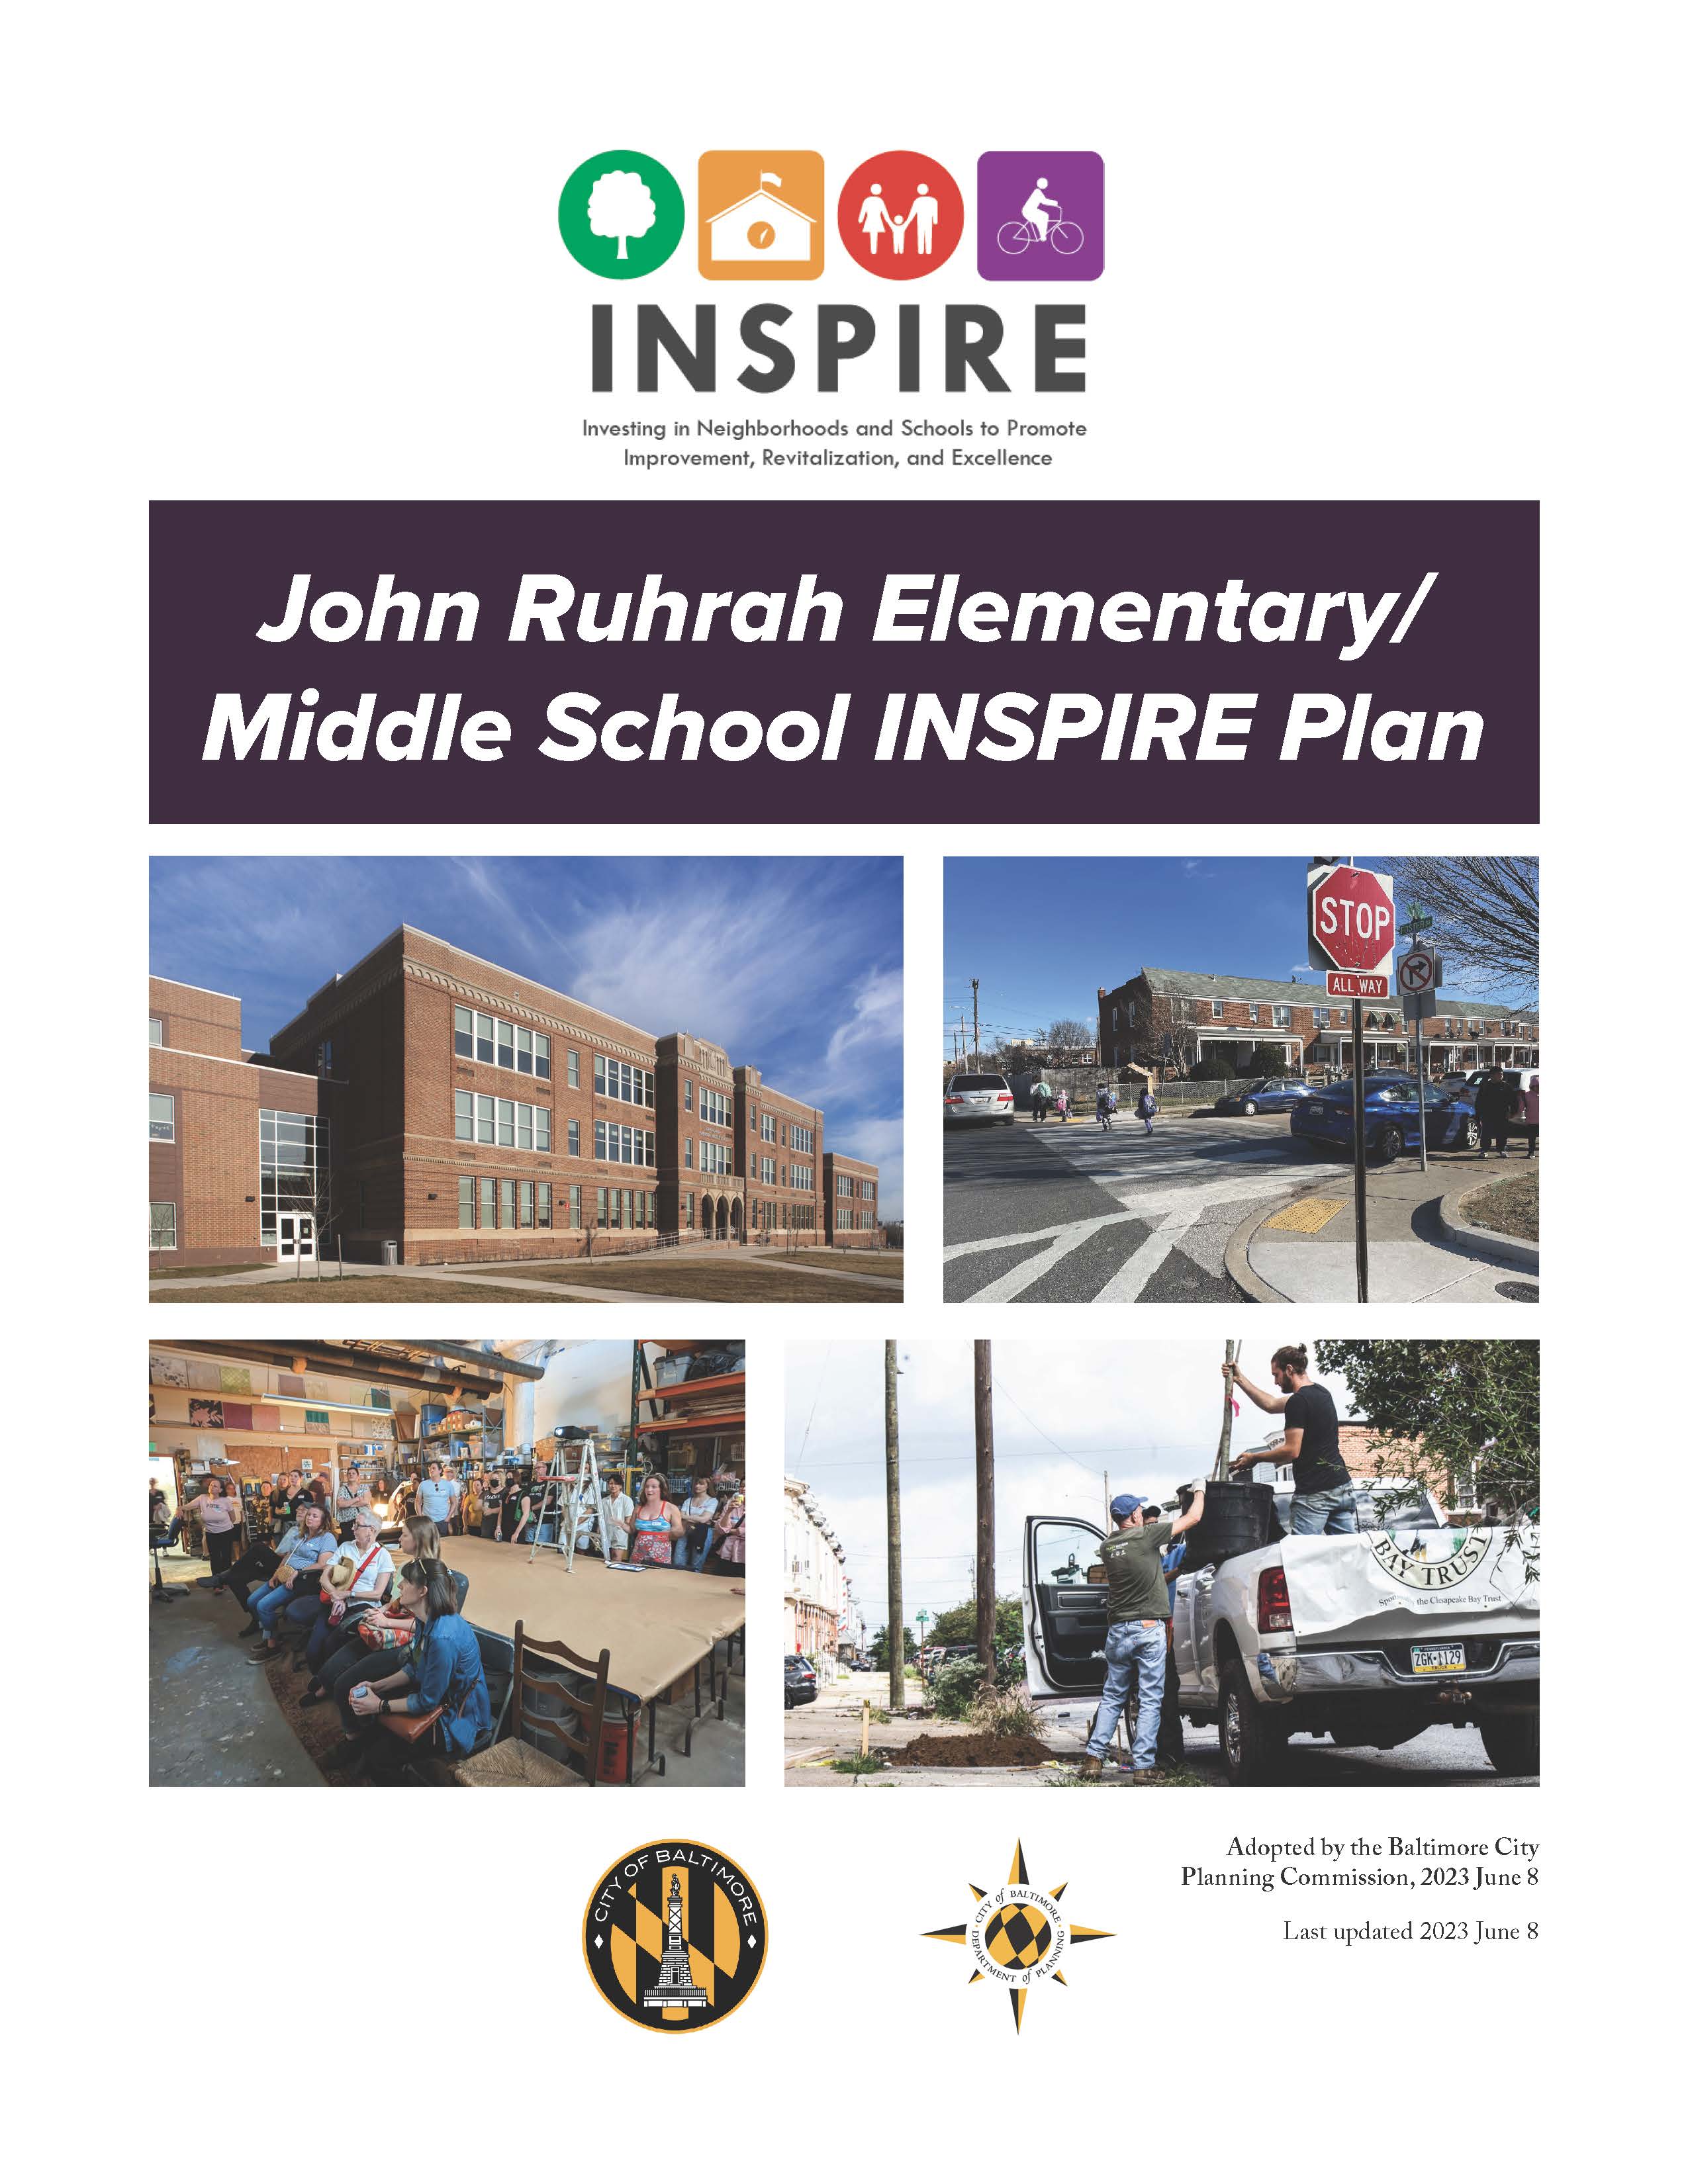 INSPIRE
Investing in Neighborhoods and Schools to Promote
Improvement, Revitalization, and Excellence
John Ruhrah Elementary/
Middle School INSPIRE Plan
STOP
ALL WAY
BAY TRUST
the Chesapeake Bay Trust
ZGK-1129
CITY OF BALTIMORE
CITY of BALTIMORE
DEPARTMENT of PLANNING
Adopted by the Baltimore City
Planning Commission, 2023 June 8
Last updated 2023 June 8